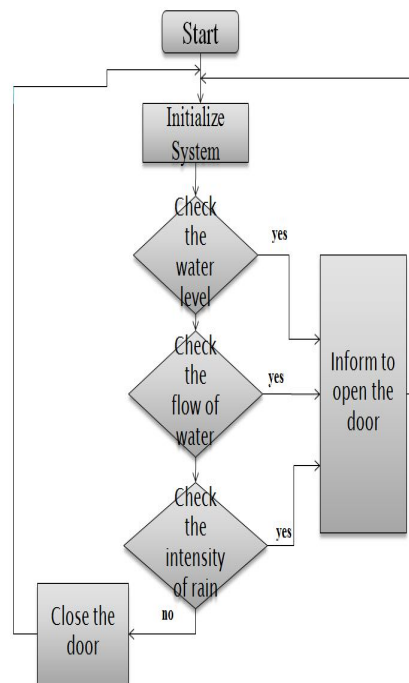 Start
Initialize
System
Check
the
water
level
yes
Check
the
flow of
water
yes
Inform to
open the
door
Check
the
intensity
of rain
yes
no
Close the
door